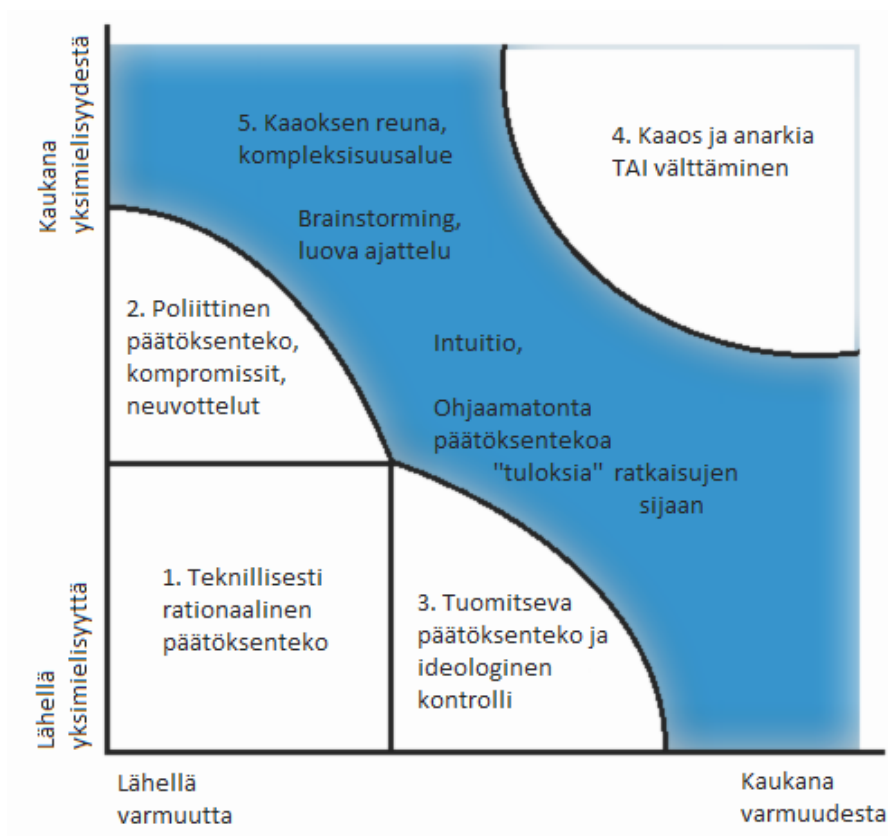 Kaukana
yksimielisyydestä
5. Kaaoksen reuna,
kompleksisuusalue
4. Kaaos ja anarkia
TAI välttäminen
Brainstorming,
luova ajattelu
2. Poliittinen
päätöksenteko,
kompromissit,
neuvottelut
Intuitio,
Ohjaamatonta
päätöksentekoa
"tuloksia" ratkaisujen
sijaan
Lähellä
yksimielisyyttä
1. Teknillisesti
rationaalinen
päätöksenteko
3. Tuomitseva
päätöksenteko ja
ideologinen
kontrolli
Lähellä
varmuutta
Kaukana
varmuudesta